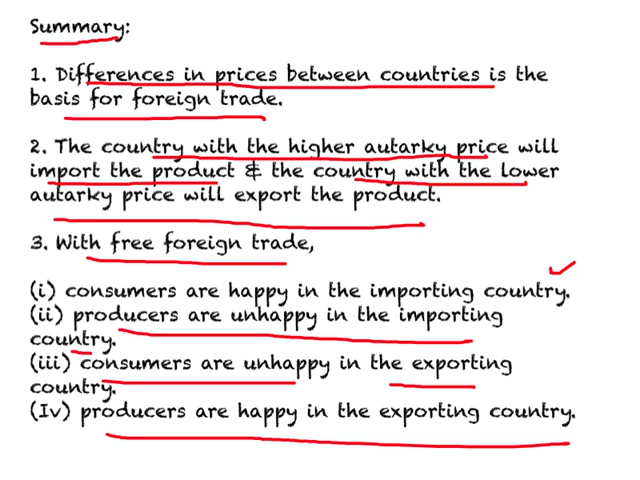 Summary:
1. Differences in prices between countries is the
basis for foreign trade.
2. The country with the higher autarky price will
import the product & the country with the lower
autarky price will export the product.
3. With free foreign trade,
(i) consumers are happy in the importing country.
(ii) producers are unhappy in the importing
country.
(iii) consumers are unhappy in the exporting
country.
(Iv) producers are happy in the exporting country.